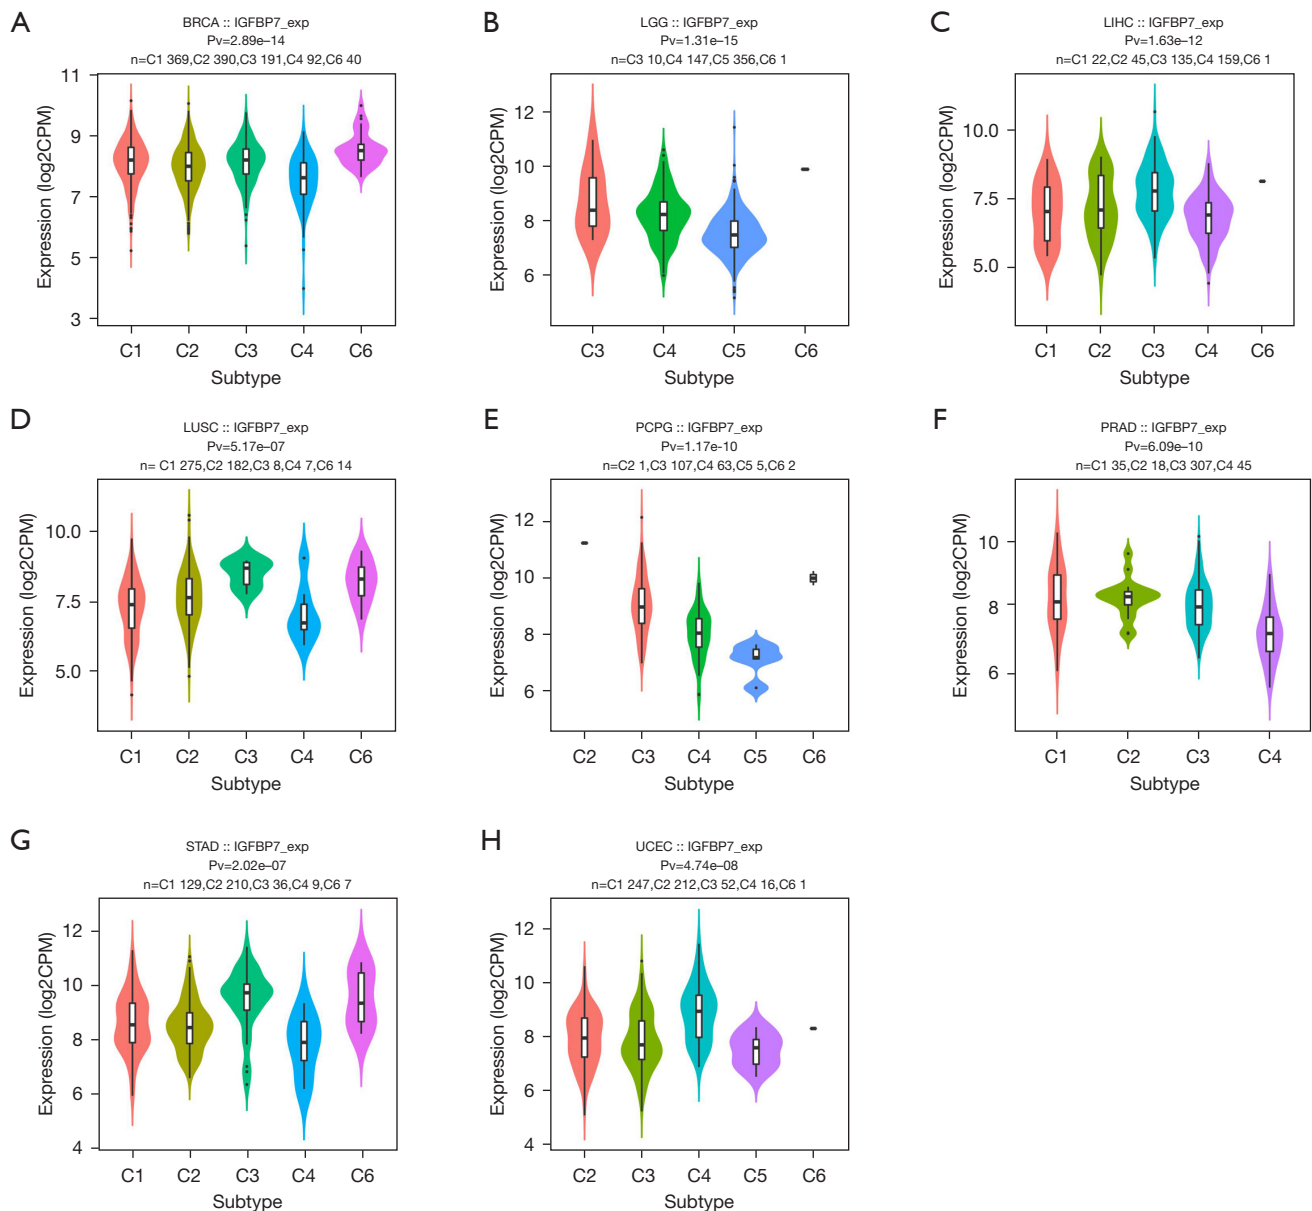 A
BRCA :: IGFBP7_exp
Pv=2.89e–14
n=C1 369,C2 390,C3 191,C4 92,C6 40
Expression (log2CPM)
11
9
7
5
3
C1 C2 C3 C4 C6
Subtype
B
LGG :: IGFBP7_exp
Pv=1.31e–15
n=C3 10,C4 147,C5 356,C6 1
Expression (log2CPM)
12
10
8
6
C3 C4 C5 C6
Subtype
C
LIHC :: IGFBP7_exp
Pv=1.63e–12
n=C1 22,C2 45,C3 135,C4 159,C6 1
Expression (log2CPM)
10.0
7.5
5.0
C1 C2 C3 C4 C6
Subtype
D
LUSC :: IGFBP7_exp
Pv=5.17e–07
n= C1 275,C2 182,C3 8,C4 7,C6 14
Expression (log2CPM)
10.0
7.5
5.0
C1 C2 C3 C4 C6
Subtype
E
PCPG :: IGFBP7_exp
Pv=1.17e-10
n=C2 1,C3 107,C4 63,C5 5,C6 2
Expression (log2CPM)
12
10
8
6
C2 C3 C4 C5 C6
Subtype
F
PRAD :: IGFBP7_exp
Pv=6.09e–10
n=C1 35,C2 18,C3 307,C4 45
Expression (log2CPM)
10
8
6
C1 C2 C3 C4
Subtype
G
STAD :: IGFBP7_exp
Pv=2.02e–07
n=C1 129,C2 210,C3 36,C4 9,C6 7
Expression (log2CPM)
12
10
8
6
4
C1 C2 C3 C4 C6
Subtype
H
UCEC :: IGFBP7_exp
Pv=4.74e–08
n=C1 247,C2 212,C3 52,C4 16,C6 1
Expression (log2CPM)
12
10
8
6
4
C2 C3 C4 C5 C6
Subtype